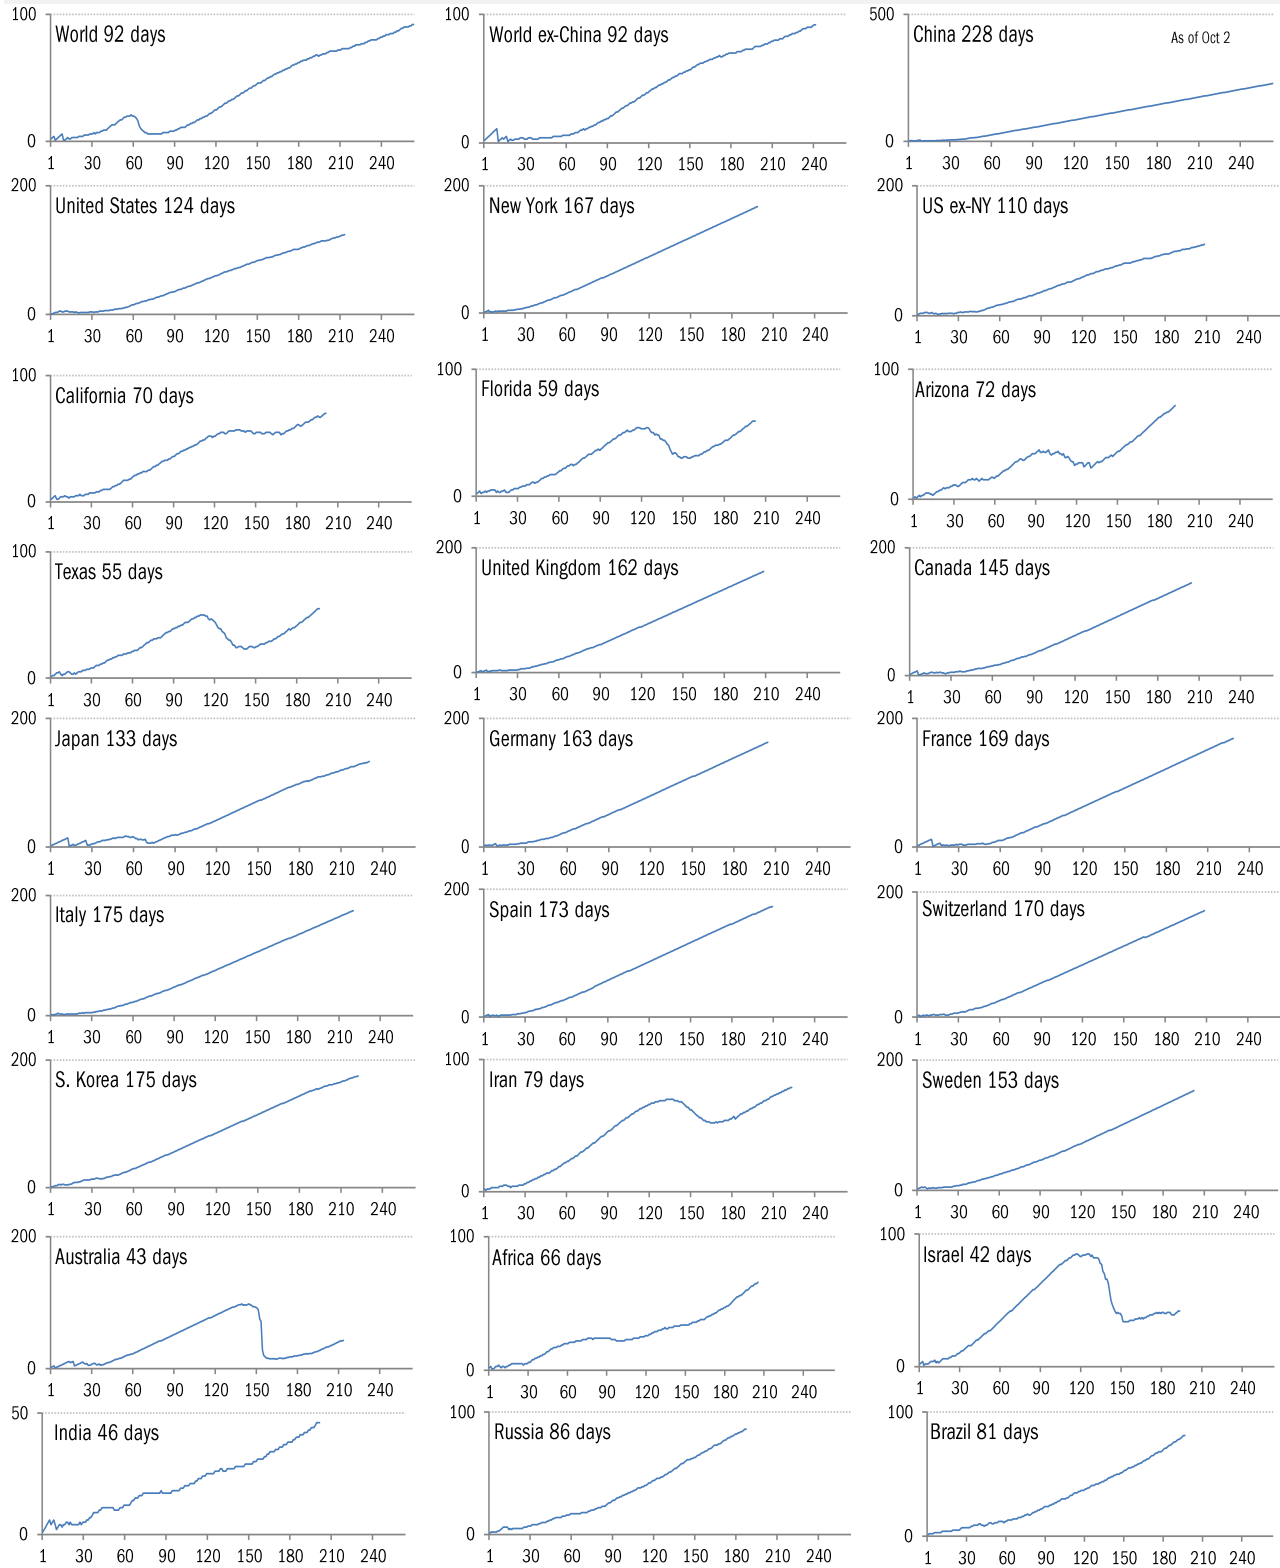 100
World 92 days
0
1 30 60 90 120 150 180 210 240
100
World ex-China 92 days
0
1 30 60 90 120 150 180 210 240
500
China 228 days
As of Oct 2
0
1 30 60 90 120 150 180 210 240
200
United States 124 days
0
1 30 60 90 120 150 180 210 240
200
New York 167 days
0
1 30 60 90 120 150 180 210 240
200
US ex-NY 110 days
0
1 30 60 90 120 150 180 210 240
100
California 70 days
0
1 30 60 90 120 150 180 210 240
100
Florida 59 days
0
1 30 60 90 120 150 180 210 240
100
Arizona 72 days
0
1 30 60 90 120 150 180 210 240
100
Texas 55 days
0
1 30 60 90 120 150 180 210 240
200
United Kingdom 162 days
0
1 30 60 90 120 150 180 210 240
200
Canada 145 days
0
1 30 60 90 120 150 180 210 240
200
Japan 133 days
0
1 30 60 90 120 150 180 210 240
200
Germany 163 days
0
1 30 60 90 120 150 180 210 240
200
France 169 days
0
1 30 60 90 120 150 180 210 240
200
Italy 175 days
0
1 30 60 90 120 150 180 210 240
200
Spain 173 days
0
1 30 60 90 120 150 180 210 240
200
Switzerland 170 days
0
1 30 60 90 120 150 180 210 240
200
S. Korea 175 days
0
1 30 60 90 120 150 180 210 240
100
Iran 79 days
0
1 30 60 90 120 150 180 210 240
200
Sweden 153 days
0
1 30 60 90 120 150 180 210 240
200
Australia 43 days
0
1 30 60 90 120 150 180 210 240
100
Africa 66 days
0
1 30 60 90 120 150 180 210 240
100
Israel 42 days
0
1 30 60 90 120 150 180 210 240
50
India 46 days
0
1 30 60 90 120 150 180 210 240
100
Russia 86 days
0
1 30 60 90 120 150 180 210 240
100
Brazil 81 days
0
1 30 60 90 120 150 180 210 240